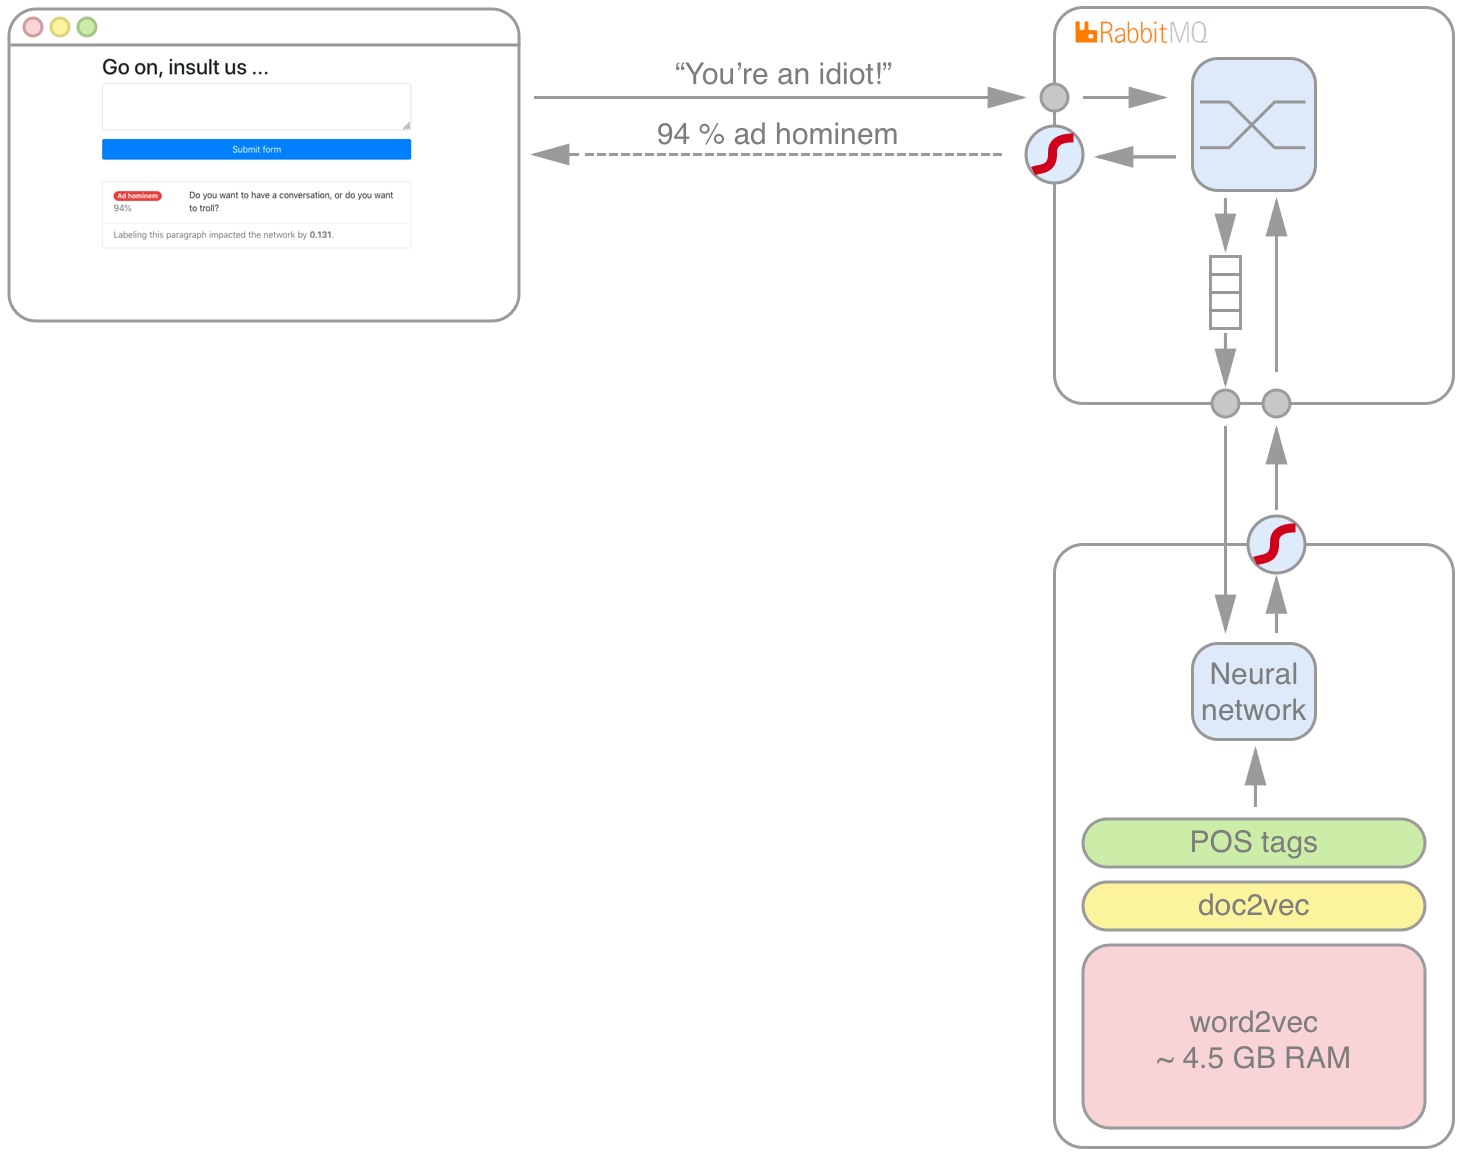 Go on, insult us ...
Submit form
Ad hominem
94%
Do you want to have a conversation, or do you want
to troll?
Labeling this paragraph impacted the network by 0.131.
“You’re an idiot!”
94 % ad hominem
RabbitMQ
Neural
network
POS tags
doc2vec
word2vec
~ 4.5 GB RAM